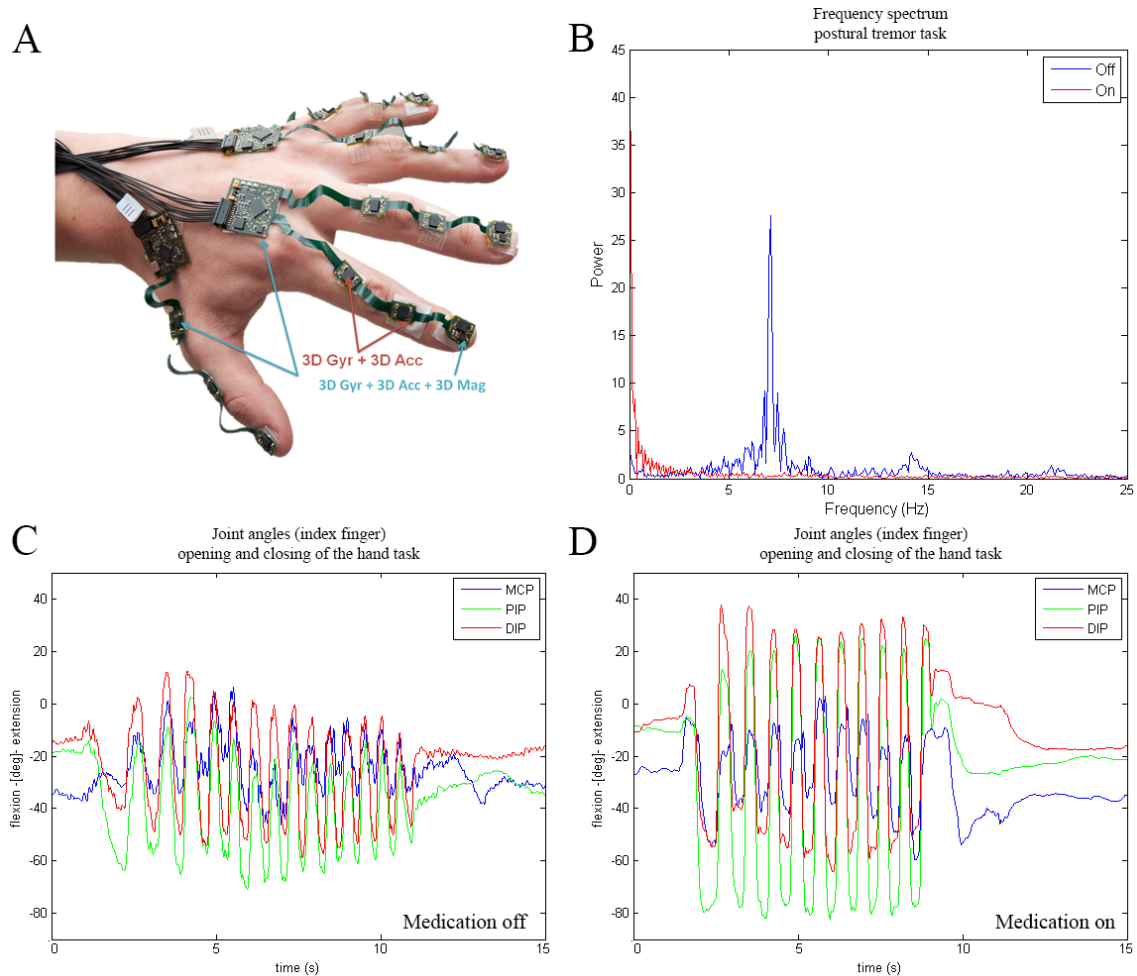 A
3D Gyr + 3D Acc
3D Gyr + 3D Acc + 3D Mag
B
Frequency spectrum
postural tremor task
45
40
35
30
25
20
15
10
5
0
Power
0 5 10 15 20 25
Frequency (Hz)
Off
On
C
Joint angles (index finger)
opening and closing of the hand task
40
20
0
-20
-40
-60
-80
flexion -[deg]- extension
0 5 10 15
time (s)
MCP
PIP
DIP
Medication off
D
Joint angles (index finger)
opening and closing of the hand task
40
20
0
-20
-40
-60
-80
flexion -[deg]- extension
0 5 10 15
time (s)
MCP
PIP
DIP
Medication on